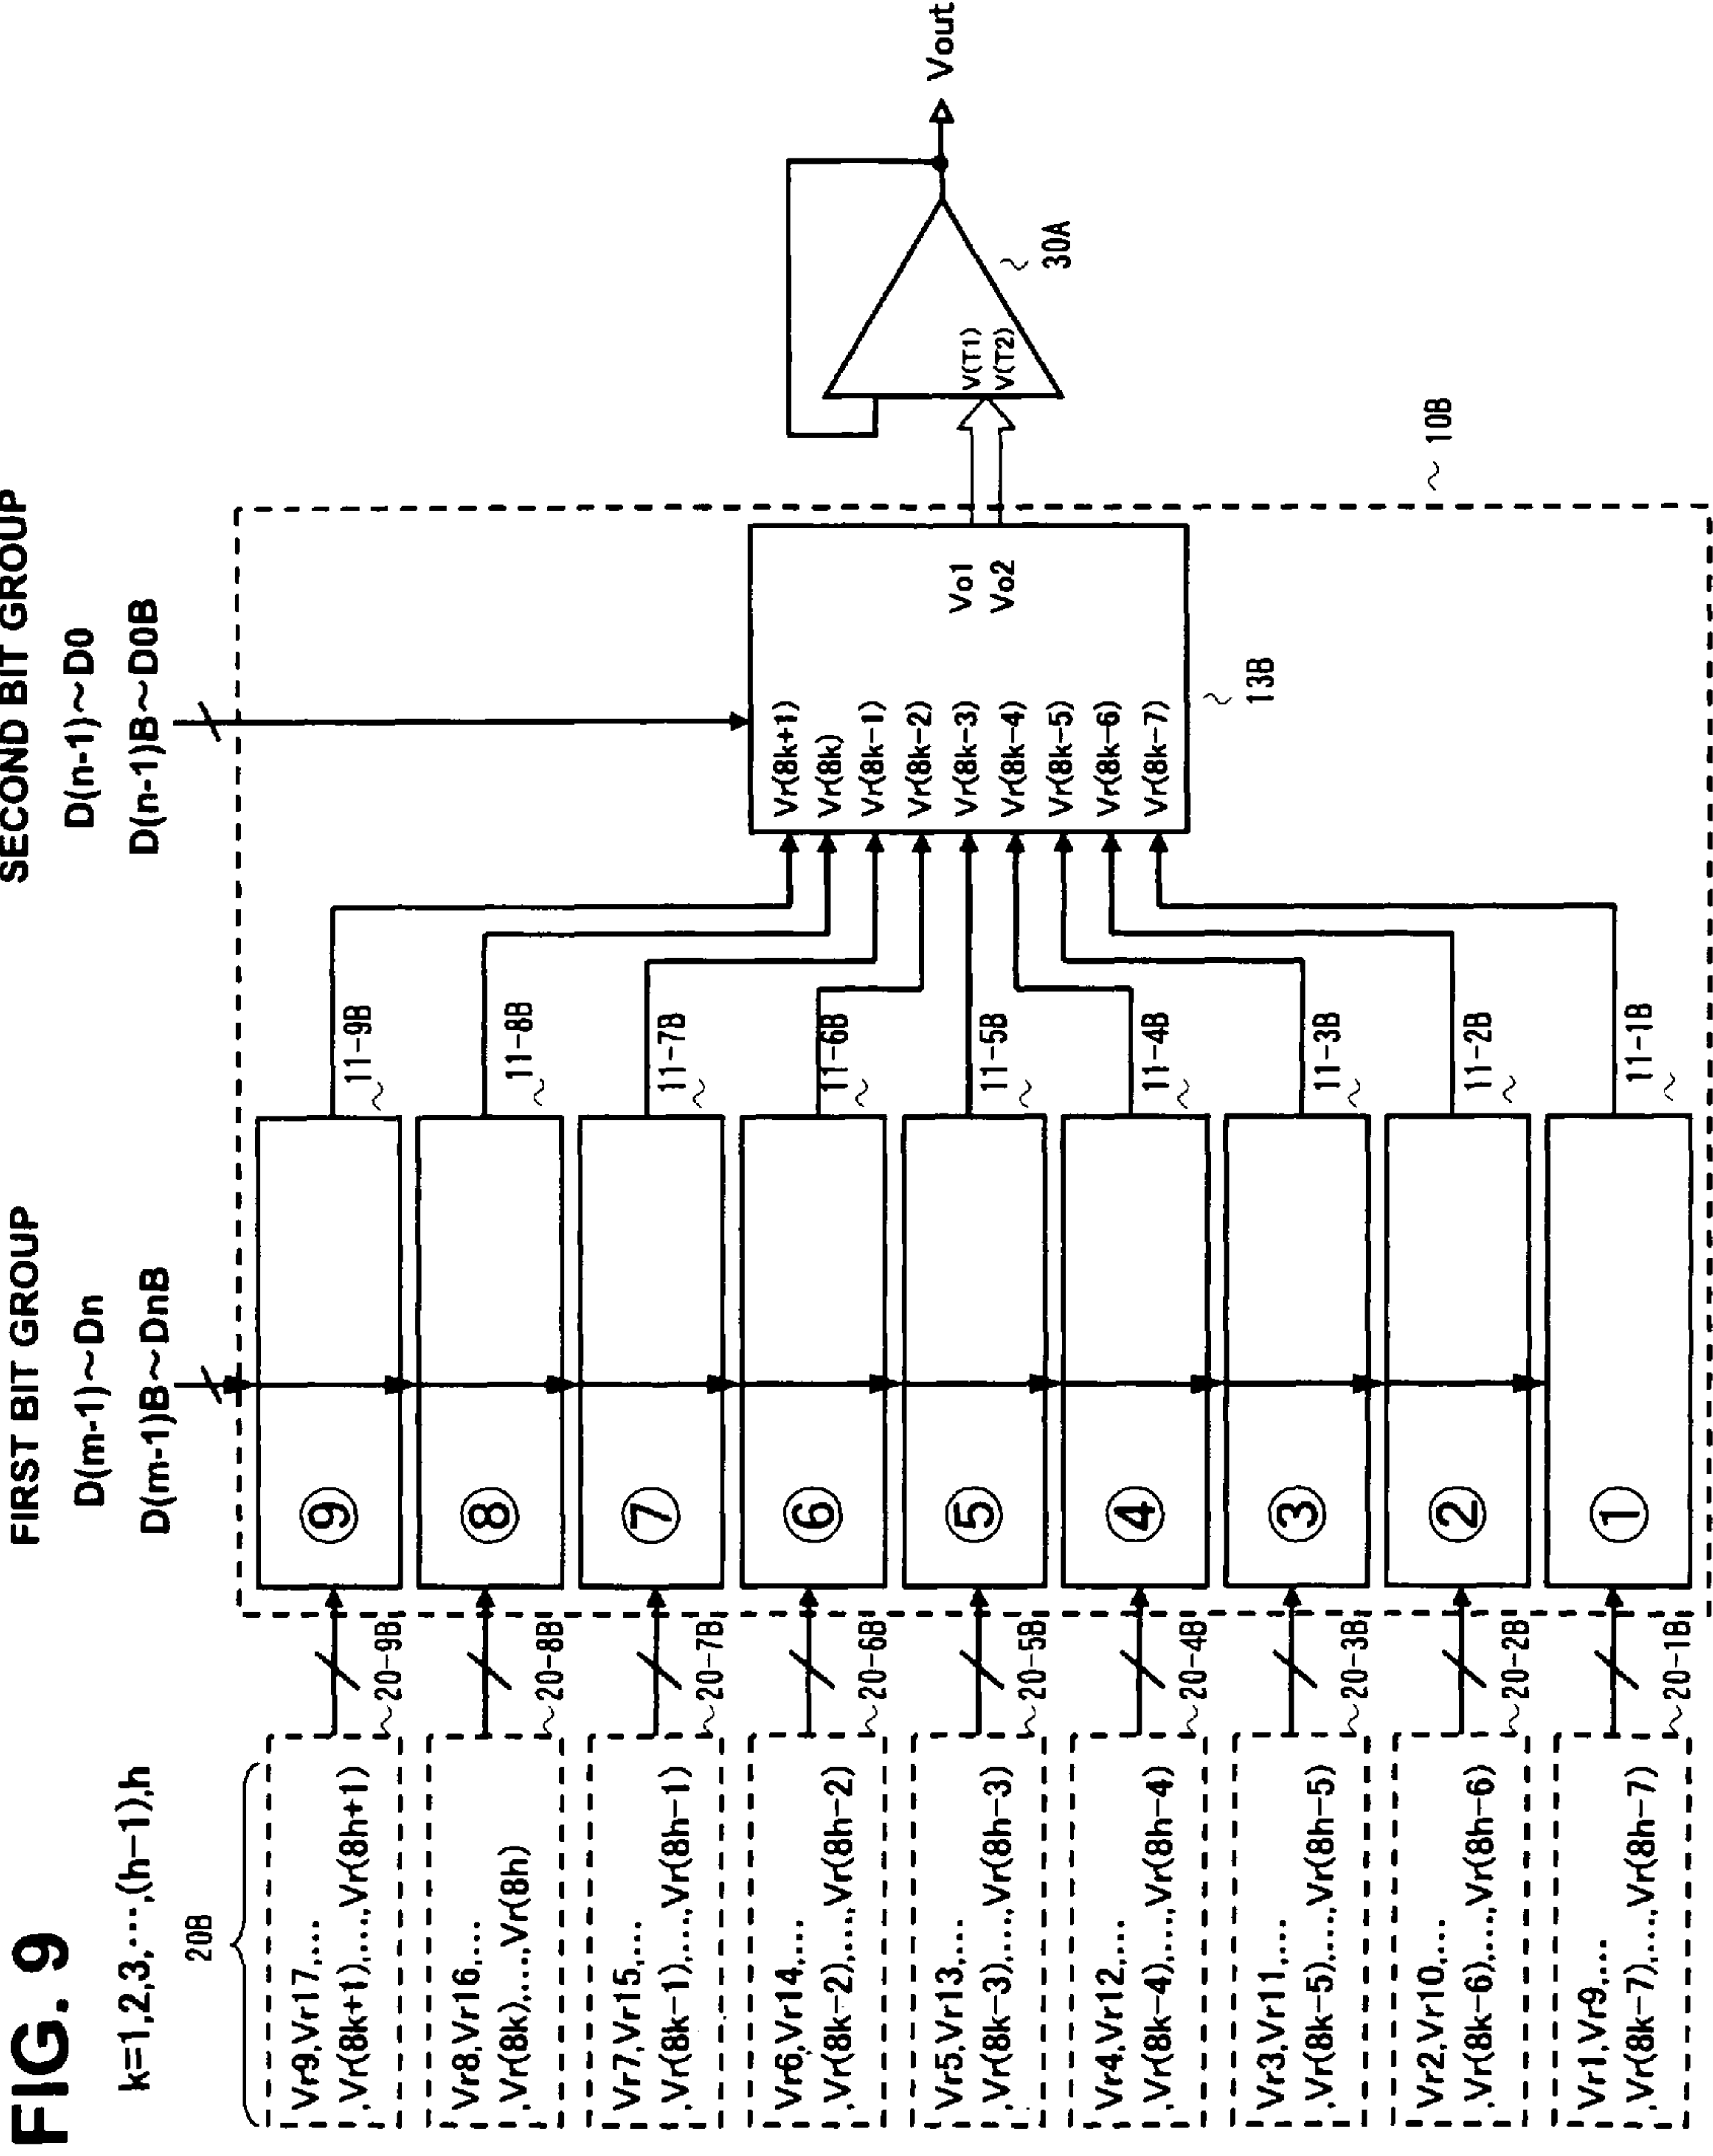 FIG. 9
k=1,2,3,···,(h-1),h
FIRST BIT GROUP
D(m-1)~Dn
D(m-1)B~DnB
SECOND BIT GROUP
D(n-1)~D0
D(n-1)B~D0B
20B
Vr9,Vr17,...
,Vr(8k+1),...,Vr(8h+1)
~20-9B
⑨
11-9B
Vr8,Vr16,...
,Vr(8k),...,Vr(8h)
~20-8B
⑧
11-8B
Vr7,Vr15,...
,Vr(8k-1),...,Vr(8h-1)
~20-7B
⑦
11-7B
Vr6,Vr14,...
,Vr(8k-2),...,Vr(8h-2)
~20-6B
⑥
11-6B
Vr5,Vr13,...
,Vr(8k-3),...,Vr(8h-3)
~20-5B
⑤
11-5B
Vr4,Vr12,...
,Vr(8k-4),...,Vr(8h-4)
~20-4B
④
11-4B
Vr3,Vr11,...
,Vr(8k-5),...,Vr(8h-5)
~20-3B
③
11-3B
Vr2,Vr10,...
,Vr(8k-6),...,Vr(8h-6)
~20-2B
②
11-2B
Vr1,Vr9,...
,Vr(8k-7),...,Vr(8h-7)
~20-1B
①
11-1B
Vr(8k+1)
Vr(8k)
Vr(8k-1)
Vr(8k-2)
Vr(8k-3)
Vr(8k-4)
Vr(8k-5)
Vr(8k-6)
Vr(8k-7)
Vo1
Vo2
13B
10B
V(T1)
V(T2)
30A
Vout